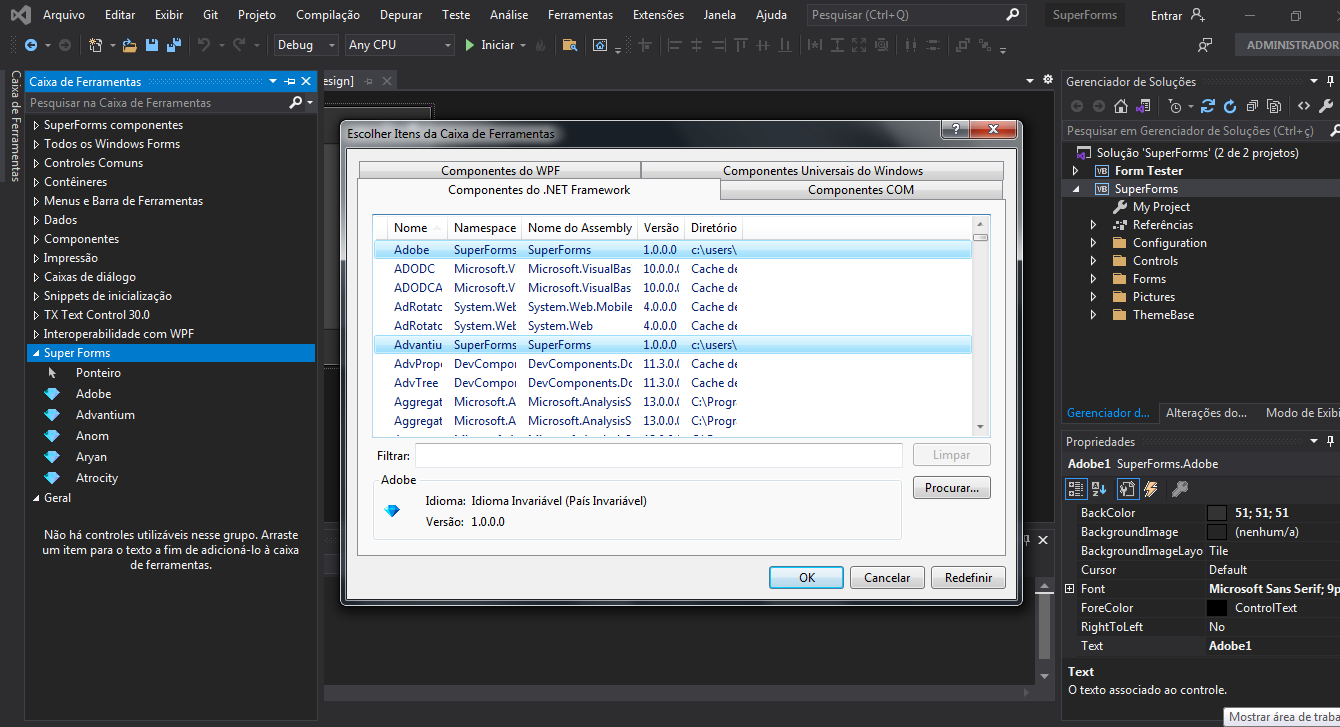 Arquivo Editar Exibir Git Projeto Compilação Depurar Teste Análise Ferramentas Extensões Janela Ajuda Pesquisar (Ctrl+Q) SuperForms Entrar
Debug Any CPU Iniciar ADMINISTRADOR
Caixa de Ferramentas
Caixa de Ferramentas
Pesquisar na Caixa de Ferramentas
SuperForms componentes
Todos os Windows Forms
Controles Comuns
Contêineres
Menus e Barra de Ferramentas
Dados
Componentes
Impressão
Caixas de diálogo
Snippets de inicialização
TX Text Control 30.0
Interoperabilidade com WPF
Super Forms
Ponteiro
Adobe
Advantium
Anom
Aryan
Atrocity
Geral
Não há controles utilizáveis nesse grupo. Arraste
um item para o texto a fim de adicioná-lo à caixa
de ferramentas.
esign]
Escolher Itens da Caixa de Ferramentas
Componentes do WPF Componentes Universais do Windows
Componentes do .NET Framework Componentes COM
Nome Namespace Nome do Assembly Versão Diretório
Adobe SuperForms SuperForms 1.0.0.0 c:\users\
ADODC Microsoft.V Microsoft.VisualBas 10.0.0.0 Cache de
ADODCA Microsoft.V Microsoft.VisualBas 10.0.0.0 Cache de
AdRotatc System.Web System.Web.Mobile 4.0.0.0 Cache de
AdRotatc System.Web System.Web 4.0.0.0 Cache de
Advantiu SuperForms SuperForms 1.0.0.0 c:\users\
AdvPrope DevCompor DevComponents.Dc 11.3.0.( Cache de
AdvTree DevCompor DevComponents.Dc 11.3.0.( Cache de
Aggregat Microsoft.A Microsoft.AnalysisS 13.0.0.( C:\Progr
Aggregat Microsoft.A Microsoft.AnalysisS 13.0.0.( C:\Progr
Filtrar: Limpar
Adobe
Idioma: Idioma Invariável (País Invariável)
Versão: 1.0.0.0
Procurar...
OK Cancelar Redefinir
Gerenciador de Soluções
Pesquisar em Gerenciador de Soluções (Ctrl+ç)
Solução 'SuperForms' (2 de 2 projetos)
Form Tester
SuperForms
My Project
Referências
Configuration
Controls
Forms
Pictures
ThemeBase
Gerenciador d... Alterações do... Modo de Exibi
Propriedades
Adobe1 SuperForms.Adobe
BackColor 51; 51; 51
BackgroundImage (nenhum/a)
BackgroundImageLayo Tile
Cursor Default
Font Microsoft Sans Serif; 9p
ForeColor ControlText
RightToLeft No
Text Adobe1
Text
O texto associado ao controle.
Mostrar área de traba